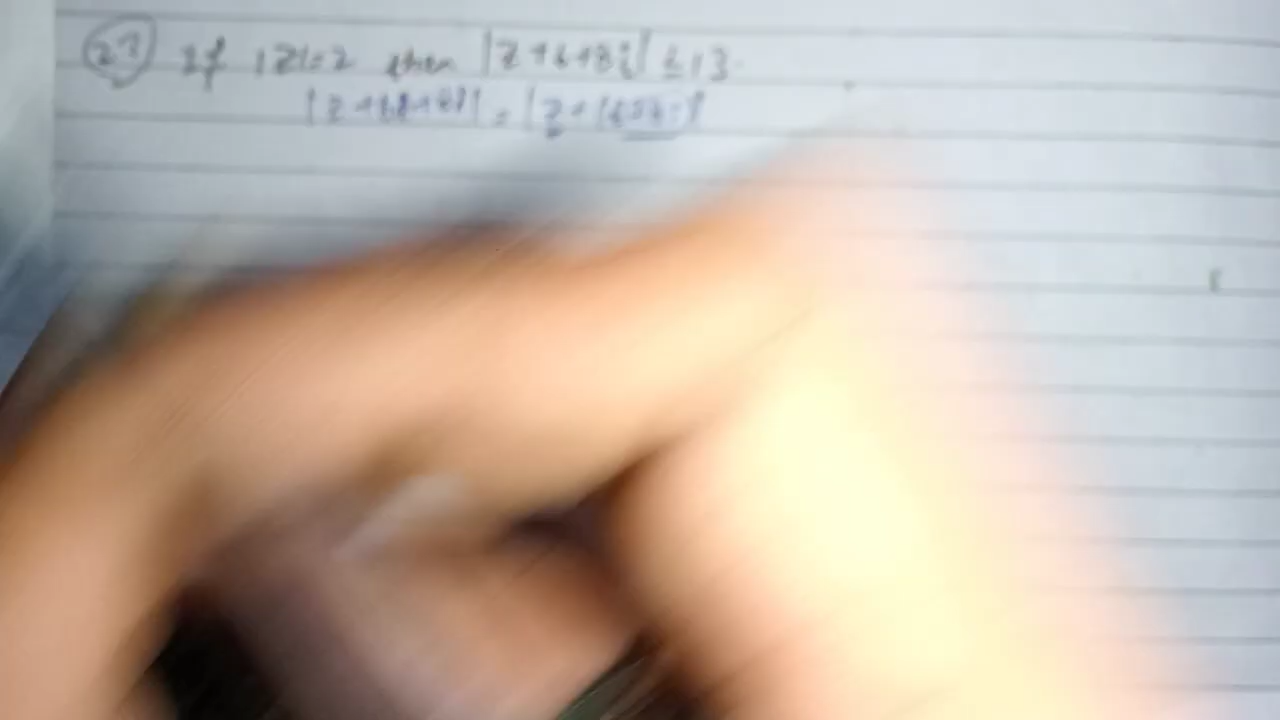 (27) If |z|=2 then |z+6+8i| ≤ 13.
|z+6+8i| = |z+(6+8i)|